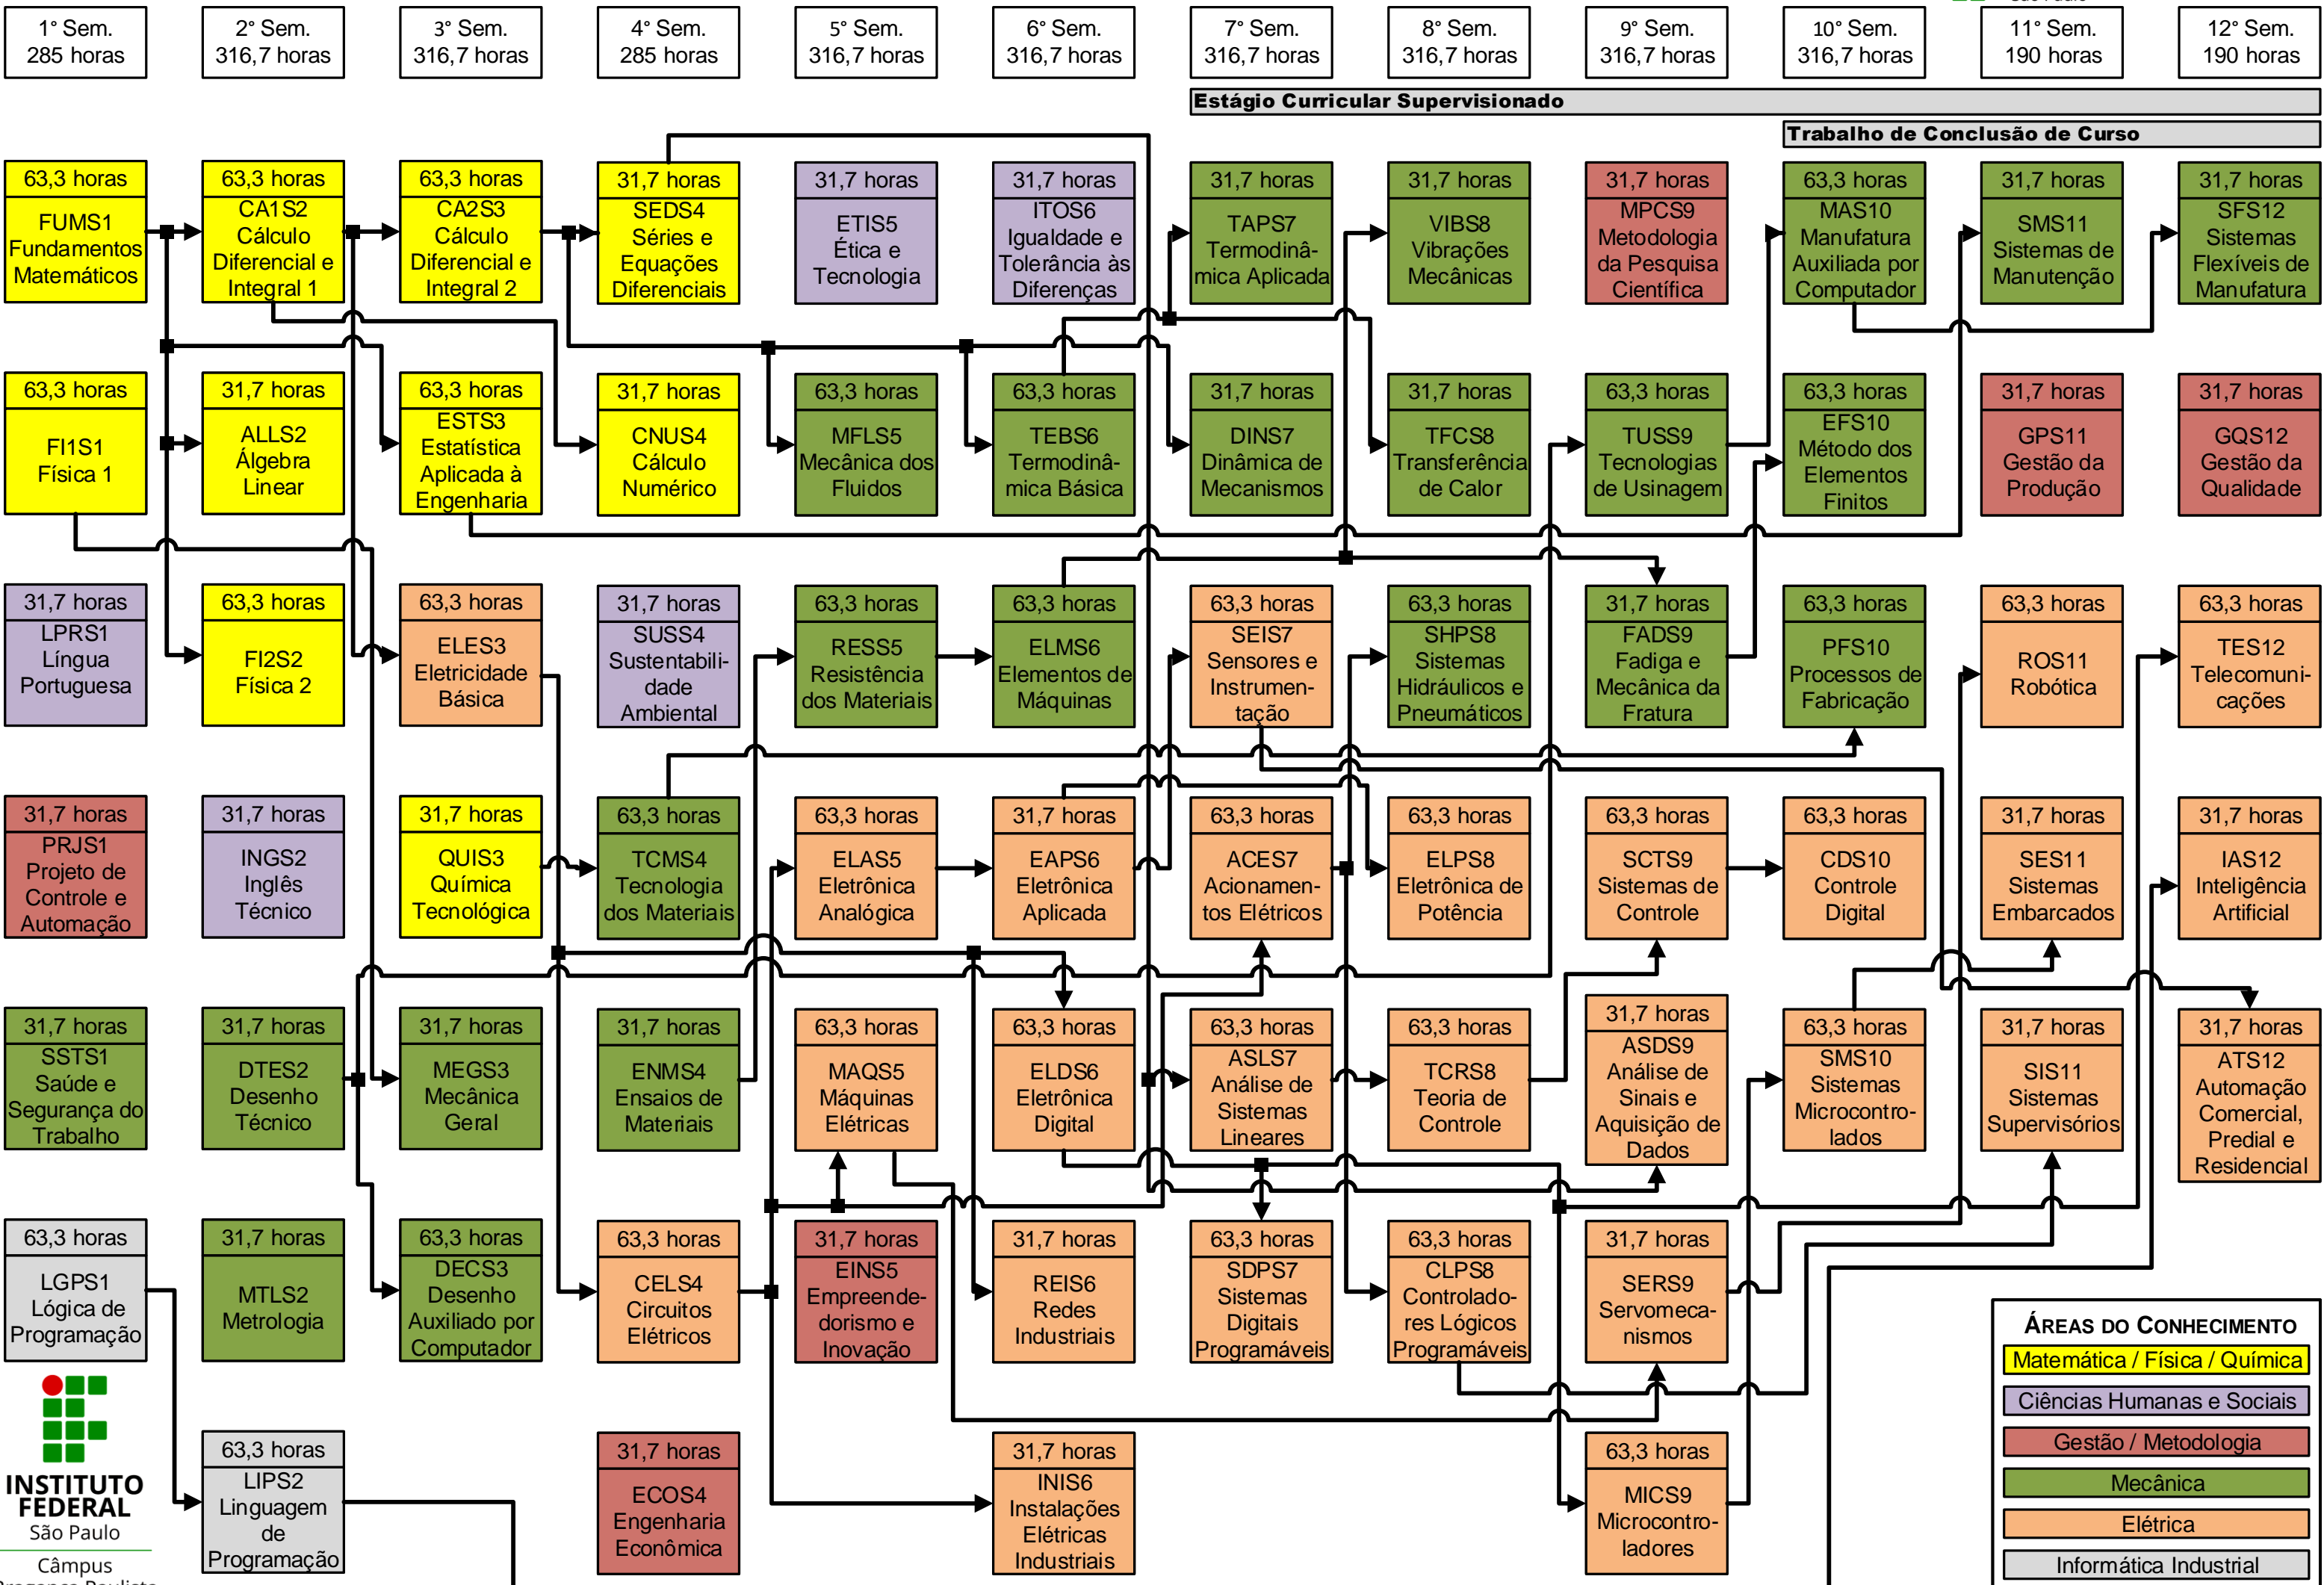 1° Sem.
285 horas
2° Sem.
316,7 horas
3° Sem.
316,7 horas
4° Sem.
285 horas
5° Sem.
316,7 horas
6° Sem.
316,7 horas
7° Sem.
316,7 horas
8° Sem.
316,7 horas
9° Sem.
316,7 horas
10° Sem.
316,7 horas
11° Sem.
190 horas
12° Sem.
190 horas
Estágio Curricular Supervisionado
Trabalho de Conclusão de Curso
63,3 horas
FUMS1
Fundamentos
Matemáticos
63,3 horas
CA1S2
Cálculo
Diferencial e
Integral 1
63,3 horas
CA2S3
Cálculo
Diferencial e
Integral 2
31,7 horas
SEDS4
Séries e
Equações
Diferenciais
31,7 horas
ETIS5
Ética e
Tecnologia
31,7 horas
ITOS6
Igualdade e
Tolerância às
Diferenças
31,7 horas
TAPS7
Termodinâ-
mica Aplicada
31,7 horas
VIBS8
Vibrações
Mecânicas
31,7 horas
MPCS9
Metodologia
da Pesquisa
Científica
63,3 horas
MAS10
Manufatura
Auxiliada por
Computador
31,7 horas
SMS11
Sistemas de
Manutenção
31,7 horas
SFS12
Sistemas
Flexíveis de
Manufatura
63,3 horas
FI1S1
Física 1
31,7 horas
ALLS2
Álgebra
Linear
63,3 horas
ESTS3
Estatística
Aplicada à
Engenharia
31,7 horas
CNUS4
Cálculo
Numérico
63,3 horas
MFLS5
Mecânica dos
Fluidos
63,3 horas
TEBS6
Termodinâ-
mica Básica
31,7 horas
DINS7
Dinâmica de
Mecanismos
31,7 horas
TFCS8
Transferência
de Calor
63,3 horas
TUSS9
Tecnologias
de Usinagem
63,3 horas
EFS10
Método dos
Elementos
Finitos
31,7 horas
GPS11
Gestão da
Produção
31,7 horas
GQS12
Gestão da
Qualidade
31,7 horas
LPRS1
Língua
Portuguesa
63,3 horas
FI2S2
Física 2
63,3 horas
ELES3
Eletricidade
Básica
31,7 horas
SUSS4
Sustentabili-
dade
Ambiental
63,3 horas
RESS5
Resistência
dos Materiais
63,3 horas
ELMS6
Elementos de
Máquinas
63,3 horas
SEIS7
Sensores e
Instrumen-
tação
63,3 horas
SHPS8
Sistemas
Hidráulicos e
Pneumáticos
31,7 horas
FADS9
Fadiga e
Mecânica da
Fratura
63,3 horas
PFS10
Processos de
Fabricação
63,3 horas
ROS11
Robótica
63,3 horas
TES12
Telecomuni-
cações
31,7 horas
PRJS1
Projeto de
Controle e
Automação
31,7 horas
INGS2
Inglês
Técnico
31,7 horas
QUIS3
Química
Tecnológica
63,3 horas
TCMS4
Tecnologia
dos Materiais
63,3 horas
ELAS5
Eletrônica
Analógica
31,7 horas
EAPS6
Eletrônica
Aplicada
63,3 horas
ACES7
Acionamen-
tos Elétricos
63,3 horas
ELPS8
Eletrônica de
Potência
63,3 horas
SCTS9
Sistemas de
Controle
63,3 horas
CDS10
Controle
Digital
31,7 horas
SES11
Sistemas
Embarcados
31,7 horas
IAS12
Inteligência
Artificial
31,7 horas
SSTS1
Saúde e
Segurança do
Trabalho
31,7 horas
DTES2
Desenho
Técnico
31,7 horas
MEGS3
Mecânica
Geral
31,7 horas
ENMS4
Ensaios de
Materiais
63,3 horas
MAQS5
Máquinas
Elétricas
63,3 horas
ELDS6
Eletrônica
Digital
63,3 horas
ASLS7
Análise de
Sistemas
Lineares
63,3 horas
TCRS8
Teoria de
Controle
31,7 horas
ASDS9
Análise de
Sinais e
Aquisição de
Dados
63,3 horas
SMS10
Sistemas
Microcontro-
lados
31,7 horas
SIS11
Sistemas
Supervisórios
31,7 horas
ATS12
Automação
Comercial,
Predial e
Residencial
63,3 horas
LGPS1
Lógica de
Programação
31,7 horas
MTLS2
Metrologia
63,3 horas
DECS3
Desenho
Auxiliado por
Computador
63,3 horas
CELS4
Circuitos
Elétricos
31,7 horas
EINS5
Empreende-
dorismo e
Inovação
31,7 horas
REIS6
Redes
Industriais
63,3 horas
SDPS7
Sistemas
Digitais
Programáveis
63,3 horas
CLPS8
Controlado-
res Lógicos
Programáveis
31,7 horas
SERS9
Servomeca-
nismos
63,3 horas
LIPS2
Linguagem
de
Programação
31,7 horas
ECOS4
Engenharia
Econômica
31,7 horas
INIS6
Instalações
Elétricas
Industriais
63,3 horas
MICS9
Microcontro-
ladores
ÁREAS DO CONHECIMENTO
Matemática / Física / Química
Ciências Humanas e Sociais
Gestão / Metodologia
Mecânica
Elétrica
Informática Industrial
INSTITUTO
FEDERAL
São Paulo
Câmpus